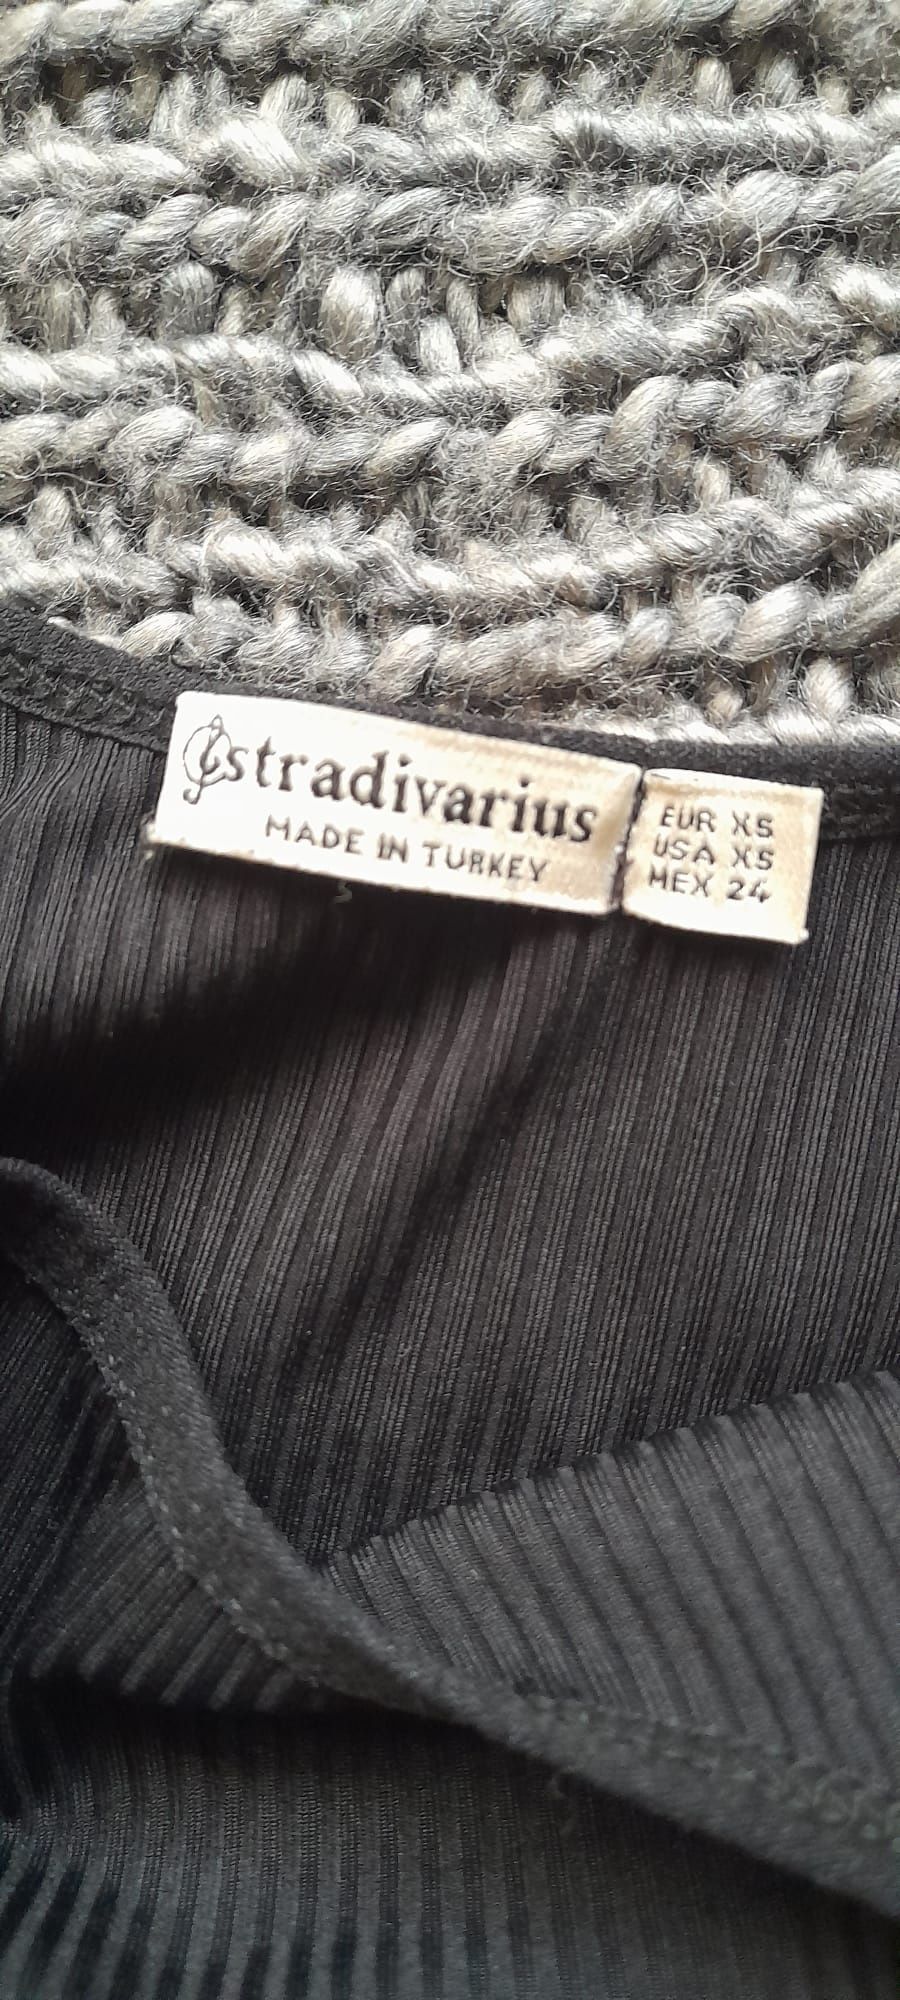 stradivarius
MADE IN TURKEY
EUR XS
USA XS
MEX 24